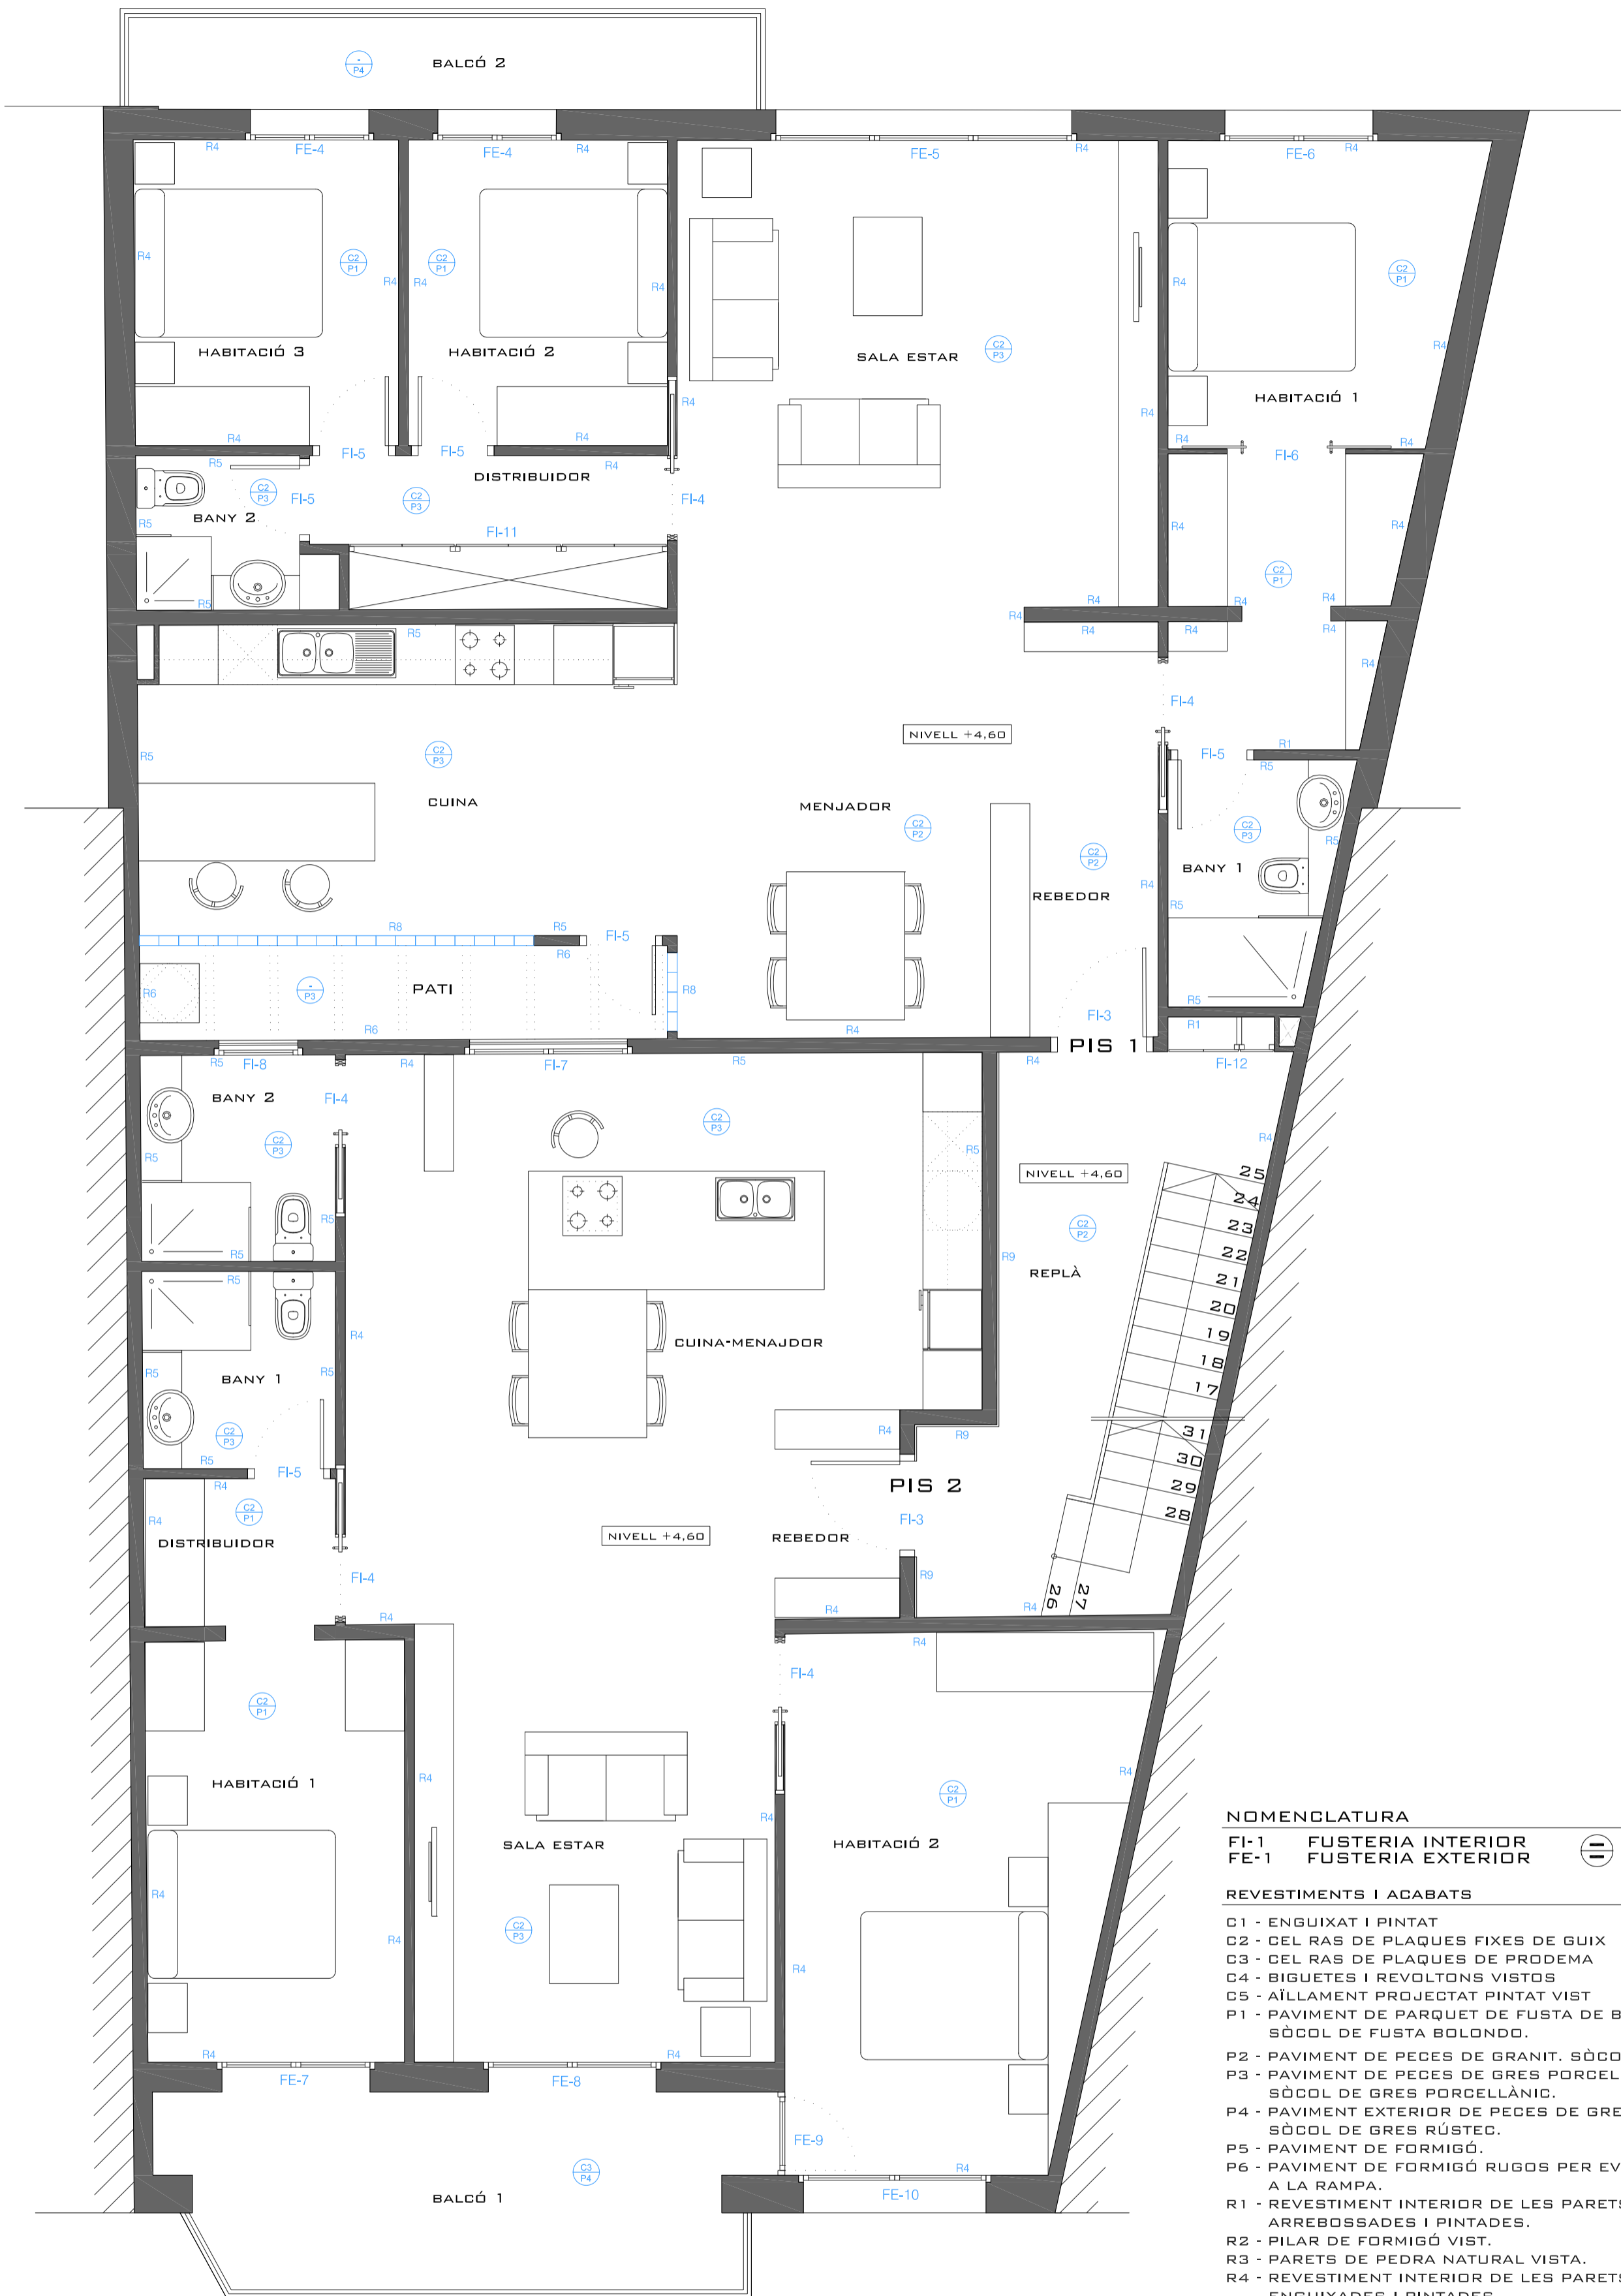 BALCÓ 2
-
P4
R4
FE-4
FE-4
R4
FE-5
R4
FE-6
R4
R4
C2
P1
R4
R4
C2
P1
R4
HABITACIÓ 3
HABITACIÓ 2
SALA ESTAR
C2
P3
R4
C2
P1
R4
HABITACIÓ 1
R4
R4
R4
R4
FI-5
FI-5
R4
R4
R4
FI-6
R5
DISTRIBUIDOR
R4
C2
P3
FI-5
C2
P3
FI-4
R5
BANY 2
FI-11
R4
R4
R5
C2
P1
R4
R4
R4
R4
R5
R4
R4
R4
R4
FI-4
NIVELL +4,60
R5
C2
P3
FI-5
R1
R5
CUINA
MENJADOR
C2
P2
C2
P3
R5
C2
P2
BANY 1
R4
REBEDOR
R5
R8
R5
FI-5
R6
R6
-
P3
PATI
R8
R5
R6
R4
FI-3
R1
PIS 1
R5
FI-8
R4
FI-7
R5
R4
FI-12
BANY 2
FI-4
C2
P3
R4
C2
P3
R5
R5
NIVELL +4,60
25
24
R5
C2
P2
23
R5
R9
22
R5
REPLÀ
21
20
R4
CUINA-MENAJDOR
19
18
R5
BANY 1
R5
17
C2
P3
R4
R9
31
R5
30
FI-5
R4
PIS 2
29
R4
C2
P1
28
FI-3
DISTRIBUIDOR
NIVELL +4,60
REBEDOR
FI-4
R9
26
27
R4
R4
R4
R4
FI-4
C2
P1
HABITACIÓ 1
R4
R4
C2
P1
R4
SALA ESTAR
HABITACIÓ 2
R4
R4
C2
P3
R4
R4
R4
FE-7
FE-8
FE-9
C3
P4
R4
BALCÓ 1
FE-10
NOMENCLATURA
FI-1 FUSTERIA INTERIOR
FE-1 FUSTERIA EXTERIOR
REVESTIMENTS I ACABATS
C1 - ENGUIXAT I PINTAT
C2 - CEL RAS DE PLAQUES FIXES DE GUIX
C3 - CEL RAS DE PLAQUES DE PRODEMA
C4 - BIGUETES I REVOLTONS VISTOS
C5 - AÏLLAMENT PROJECTAT PINTAT VIST
P1 - PAVIMENT DE PARQUET DE FUSTA DE
SÒCOL DE FUSTA BOLONDO.
P2 - PAVIMENT DE PECES DE GRANIT.
P3 - PAVIMENT DE PECES DE GRES
SÒCOL DE GRES PORCELLÀNIC.
P4 - PAVIMENT EXTERIOR DE PECES DE
SÒCOL DE GRES RÚSTEC.
P5 - PAVIMENT DE FORMIGÓ.
P6 - PAVIMENT DE FORMIGÓ RUGOS PER
A LA RAMPA.
R1 - REVESTIMENT INTERIOR DE LES PARETS
ARREBOSSADES I PINTADES.
R2 - PILAR DE FORMIGÓ VIST.
R3 - PARETS DE PEDRA NATURAL VISTA.
R4 - REVESTIMENT INTERIOR DE LES PARETS